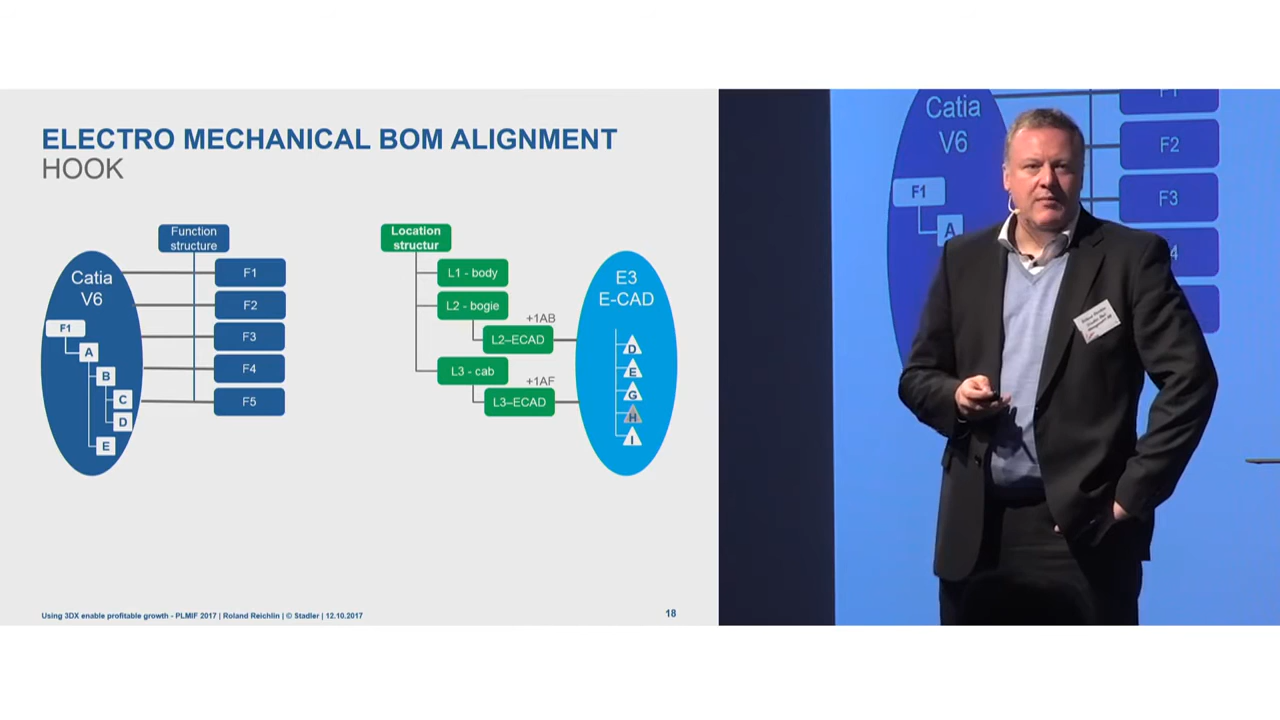 ELECTRO MECHANICAL BOM ALIGNMENT
HOOK
Function
structure
Catia
V6
F1
A
B
C
D
E
F1
F2
F3
F4
F5
Location
structur
L1 - body
L2 - bogie
+1AB
L2–ECAD
L3 - cab
+1AF
L3–ECAD
E3
E-CAD
D
E
G
H
I
Using 3DX enable profitable growth - PLMIF 2017 | Roland Reichlin | © Stadler | 12.10.2017
18
Catia
V6
F1
A
F1
F2
F3
4